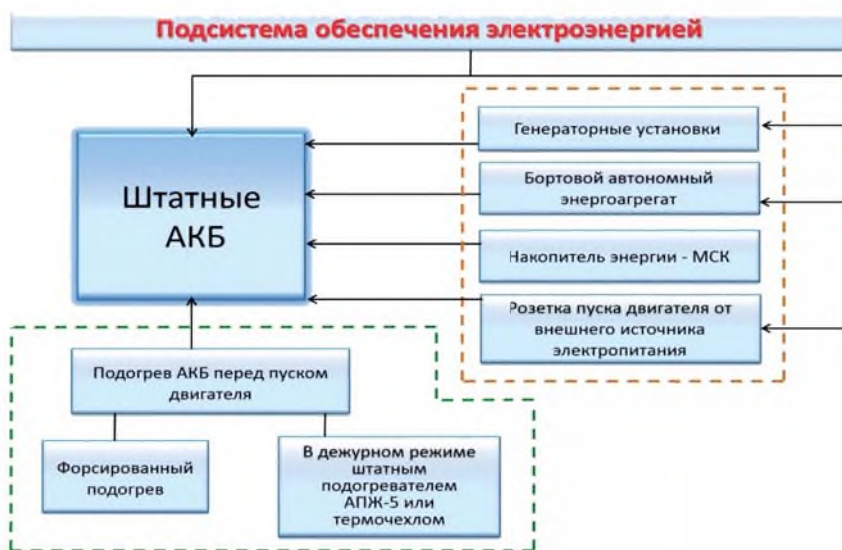 Подсистема обеспечения электроэнергией
Генераторные установки
Штатные
АКБ
Бортовой автономный
энергоагрегат
Накопитель энергии - МСК
Розетка пуска двигателя от
внешнего источника
электропитания
Подогрев АКБ перед пуском
двигателя
Форсированный
подогрев
В дежурном режиме
штатным
подогревателем
АПЖ-5 или
термочехлом